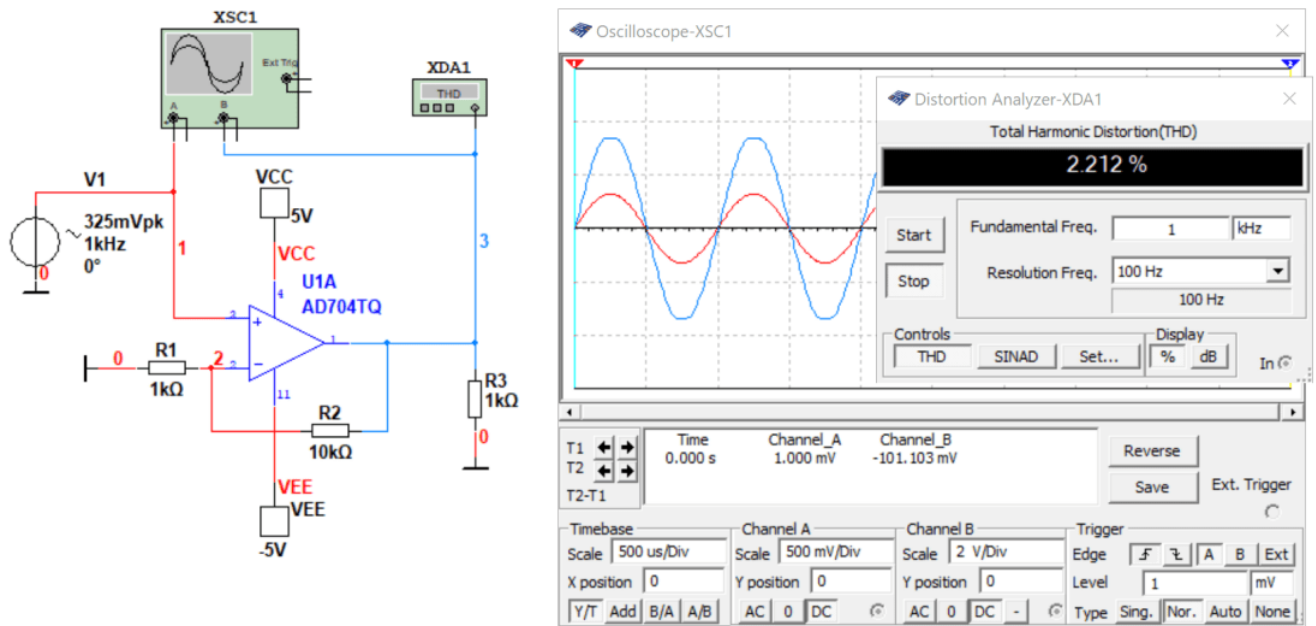 XSC1
Ext Trig
A
B
XDA1
THD
V1
325mVpk
1kHz
0°
0
1
VCC
5V
VCC
4
U1A
AD704TQ
3
2
1
11
3
0
R1
1kΩ
2
R2
10kΩ
R3
1kΩ
0
VEE
VEE
-5V
Oscilloscope-XSC1
Distortion Analyzer-XDA1
Total Harmonic Distortion(THD)
2.212 %
Start
Stop
Fundamental Freq. 1 kHz
Resolution Freq. 100 Hz
100 Hz
Controls
THD SINAD Set...
Display
% dB
In
T1
T2
T2-T1
Time Channel_A Channel_B
0.000 s 1.000 mV -101.103 mV
Reverse
Save
Ext. Trigger
Timebase
Scale 500 us/Div
X position 0
Y/T Add B/A A/B
Channel A
Scale 500 mV/Div
Y position 0
AC 0 DC
Channel B
Scale 2 V/Div
Y position 0
AC 0 DC -
Trigger
Edge A B Ext
Level 1 mV
Type Sing. Nor. Auto None